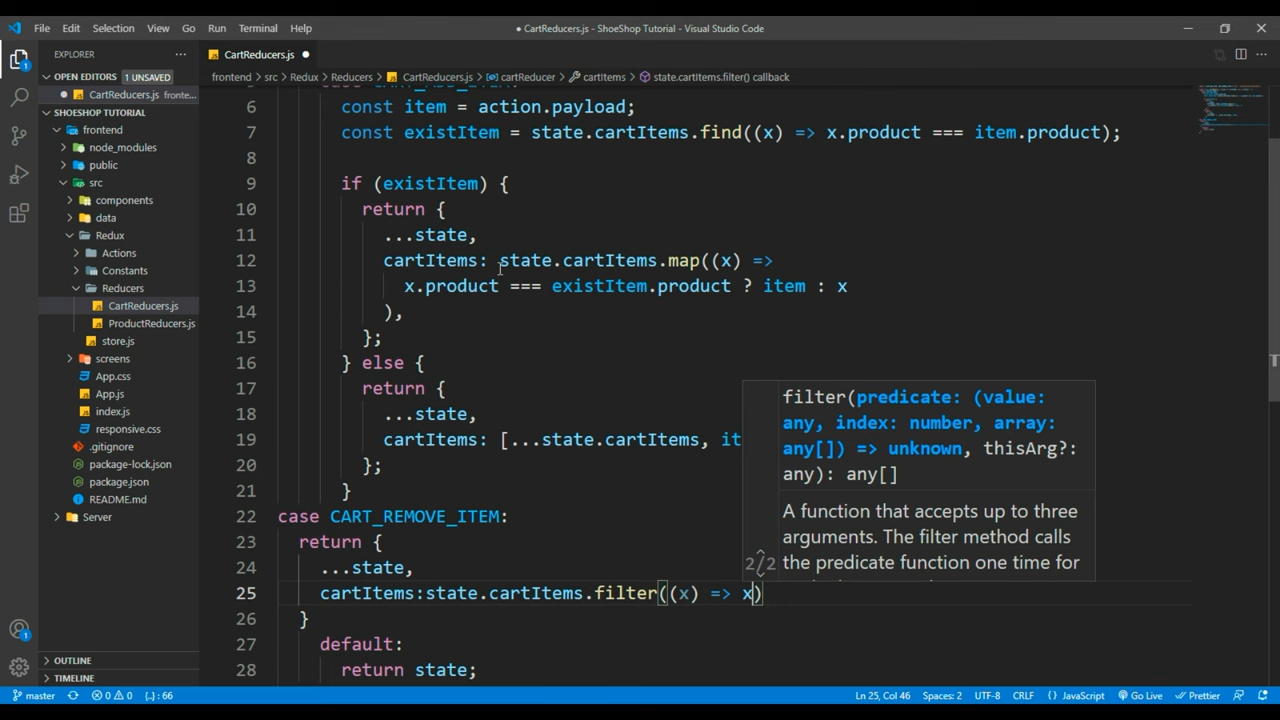 File Edit Selection View Go Run Terminal Help
● CartReducers.js - ShoeShop Tutorial - Visual Studio Code
EXPLORER
CartReducers.js
OPEN EDITORS 1 UNSAVED
CartReducers.js fronte...
SHOESHOP TUTORIAL
frontend
node_modules
public
src
components
data
Redux
Actions
Constants
Reducers
CartReducers.js
ProductReducers.js
store.js
screens
App.css
App.js
index.js
responsive.css
.gitignore
package-lock.json
package.json
README.md
Server
OUTLINE
TIMELINE
frontend > src > Redux > Reducers > CartReducers.js > cartReducer > cartItems > state.cartItems.filter() callback
6 const item = action.payload;
7 const existItem = state.cartItems.find((x) => x.product === item.product);
8
9 if (existItem) {
10 return {
11 ...state,
12 cartItems: state.cartItems.map((x) =>
13 x.product === existItem.product ? item : x
14 ),
15 };
16 } else {
17 return {
18 ...state,
19 cartItems: [...state.cartItems, it
20 };
21 }
22 case CART_REMOVE_ITEM:
23 return {
24 ...state,
25 cartItems:state.cartItems.filter((x) => x)
26 }
27 default:
28 return state;
filter(predicate: (value:
any, index: number, array:
any[]) => unknown, thisArg?:
any): any[]
A function that accepts up to three
arguments. The filter method calls
2/2 the predicate function one time for
master 0 0 {..} : 66 Ln 25, Col 46 Spaces: 2 UTF-8 CRLF {} JavaScript Go Live Prettier